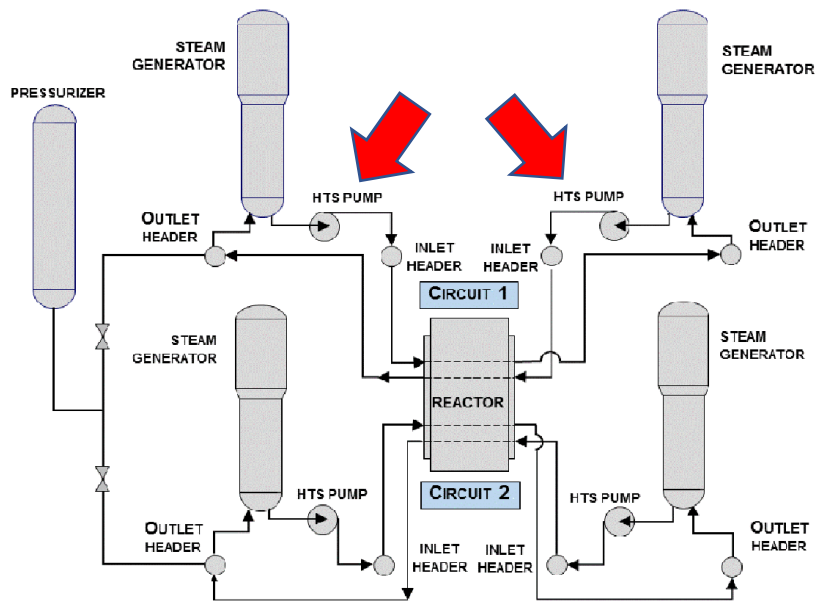 STEAM
GENERATOR
STEAM
GENERATOR
PRESSURIZER
HTS PUMP
HTS PUMP
OUTLET
HEADER
INLET
HEADER
INLET
HEADER
OUTLET
HEADER
CIRCUIT 1
STEAM
GENERATOR
STEAM
GENERATOR
REACTOR
CIRCUIT 2
HTS PUMP
HTS PUMP
OUTLET
HEADER
INLET
HEADER
INLET
HEADER
OUTLET
HEADER